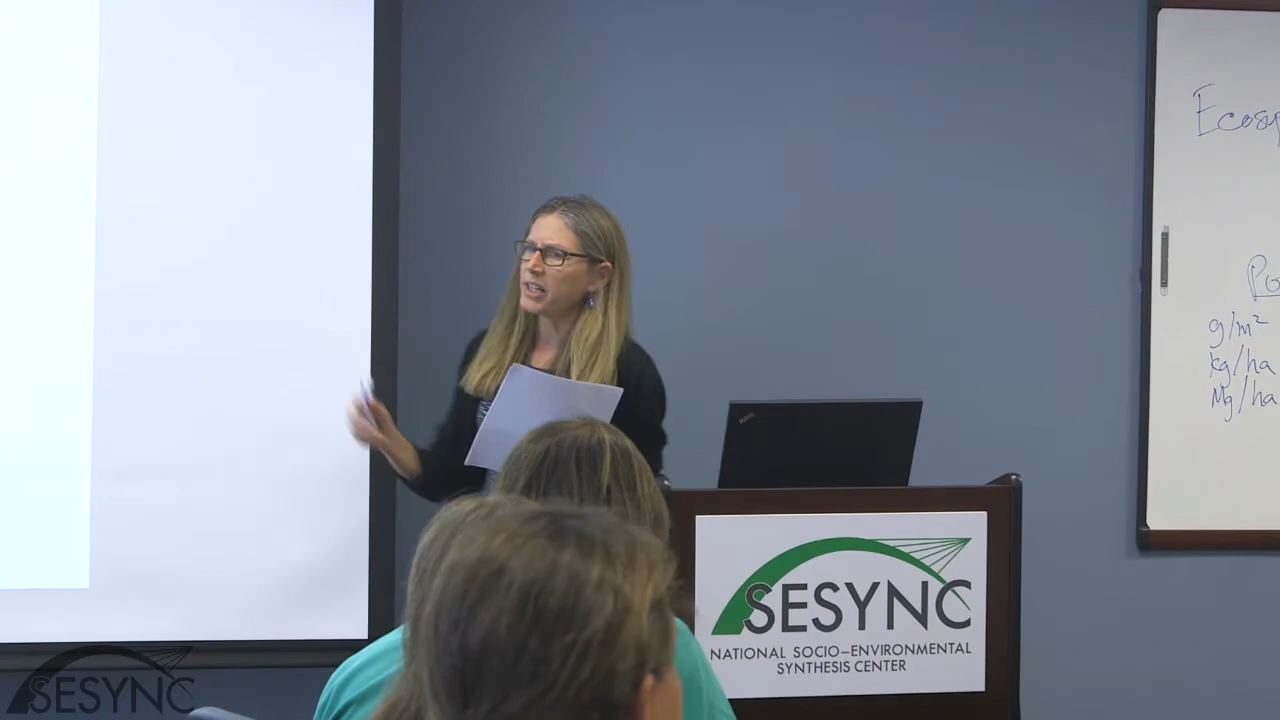 g/m²
kg/ha
Mg/ha
SESYNC
NATIONAL SOCIO–ENVIRONMENTAL
SYNTHESIS CENTER
SESYNC